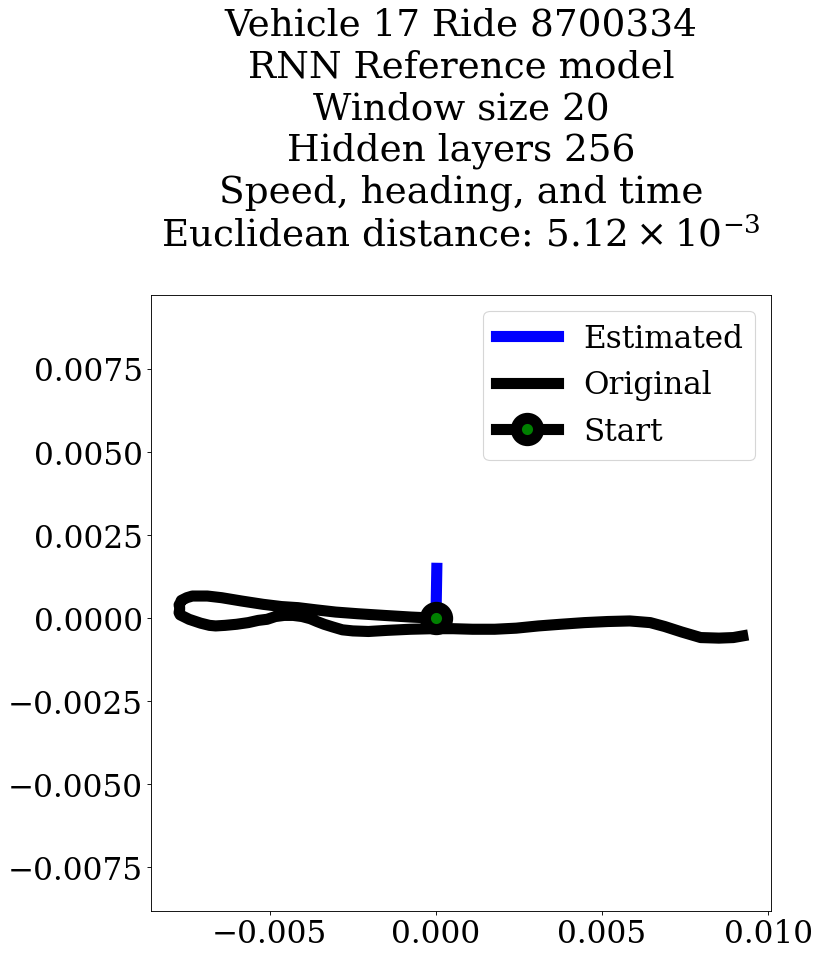 Vehicle 17 Ride 8700334
RNN Reference model
Window size 20
Hidden layers 256
Speed, heading, and time
Euclidean distance: 5.12 × 10⁻³
Estimated
Original
Start
0.0075
0.0050
0.0025
0.0000
−0.0025
−0.0050
−0.0075
−0.005 0.000 0.005 0.010